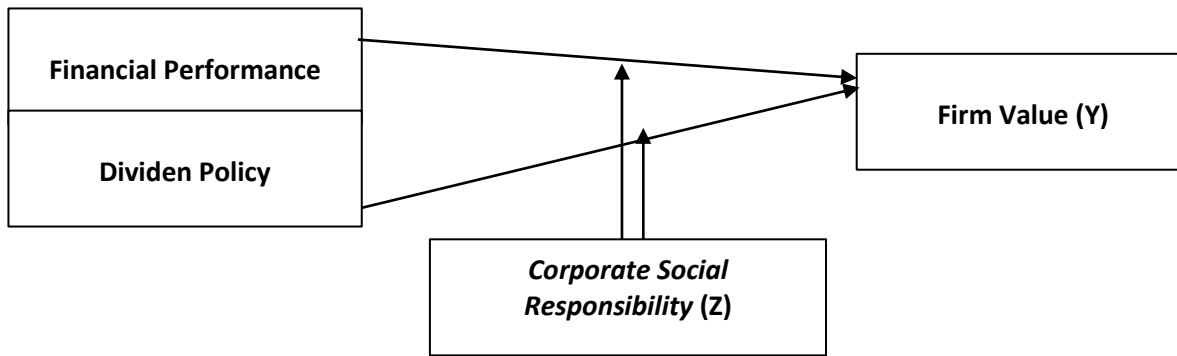 Financial Performance
Dividen Policy
Firm Value (Y)
Corporate Social
Responsibility (Z)